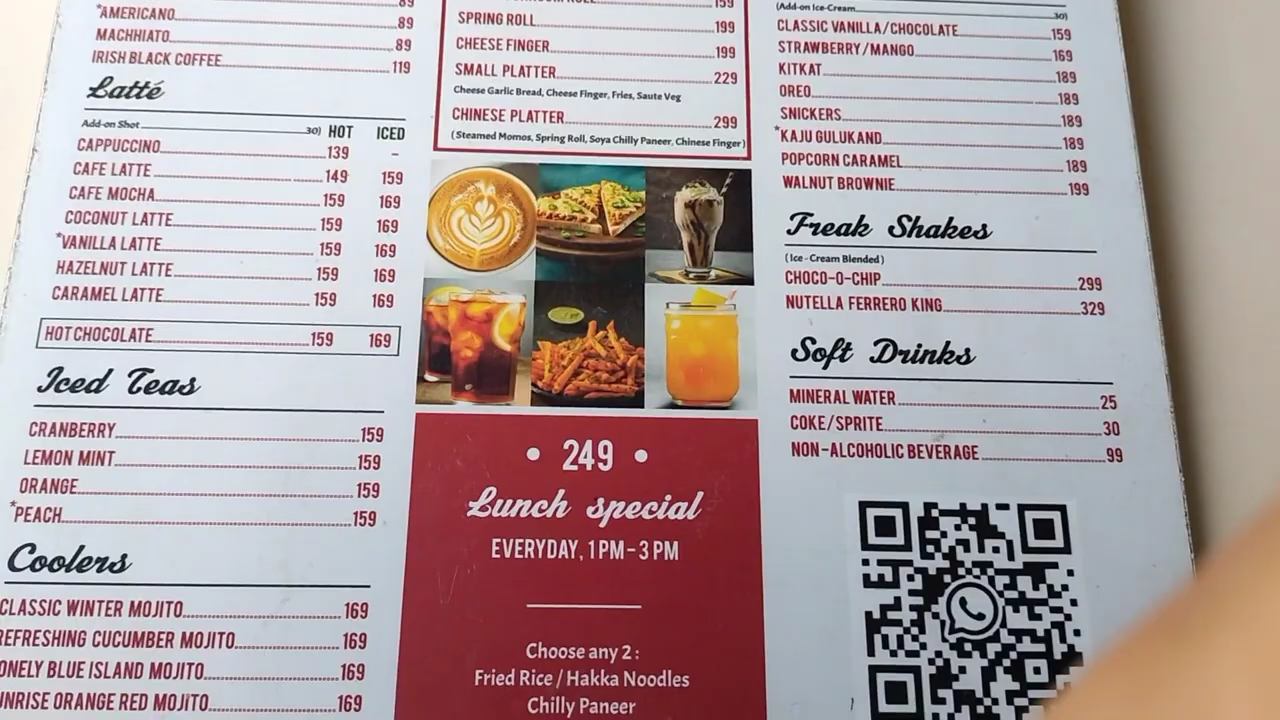 89
*AMERICANO 89
MACHHIATO 89
IRISH BLACK COFFEE 119
Latté
Add-on Shot 30) HOT ICED
CAPPUCCINO 139 –
CAFE LATTE 149 159
CAFE MOCHA 159 169
COCONUT LATTE 159 169
*VANILLA LATTE 159 169
HAZELNUT LATTE 159 169
CARAMEL LATTE 159 169
HOT CHOCOLATE 159 169
Iced Teas
CRANBERRY 159
LEMON MINT 159
ORANGE 159
*PEACH 159
Coolers
CLASSIC WINTER MOJITO 169
REFRESHING CUCUMBER MOJITO 169
ONELY BLUE ISLAND MOJITO 169
UNRISE ORANGE RED MOJITO 169
159
SPRING ROLL 199
CHEESE FINGER 199
SMALL PLATTER 229
Cheese Garlic Bread, Cheese Finger, Fries, Saute Veg
CHINESE PLATTER 299
(Steamed Momos, Spring Roll, Soya Chilly Paneer, Chinese Finger)
• 249 •
Lunch special
EVERYDAY, 1 PM - 3 PM
Choose any 2 :
Fried Rice / Hakka Noodles
Chilly Paneer
(Add-on Ice-Cream 30)
CLASSIC VANILLA/CHOCOLATE 159
STRAWBERRY/MANGO 169
KITKAT 189
OREO 189
SNICKERS 189
*KAJU GULUKAND 189
POPCORN CARAMEL 189
WALNUT BROWNIE 199
Freak Shakes
(Ice - Cream Blended)
CHOCO-O-CHIP 299
NUTELLA FERRERO KING 329
Soft Drinks
MINERAL WATER 25
COKE/SPRITE 30
NON-ALCOHOLIC BEVERAGE 99